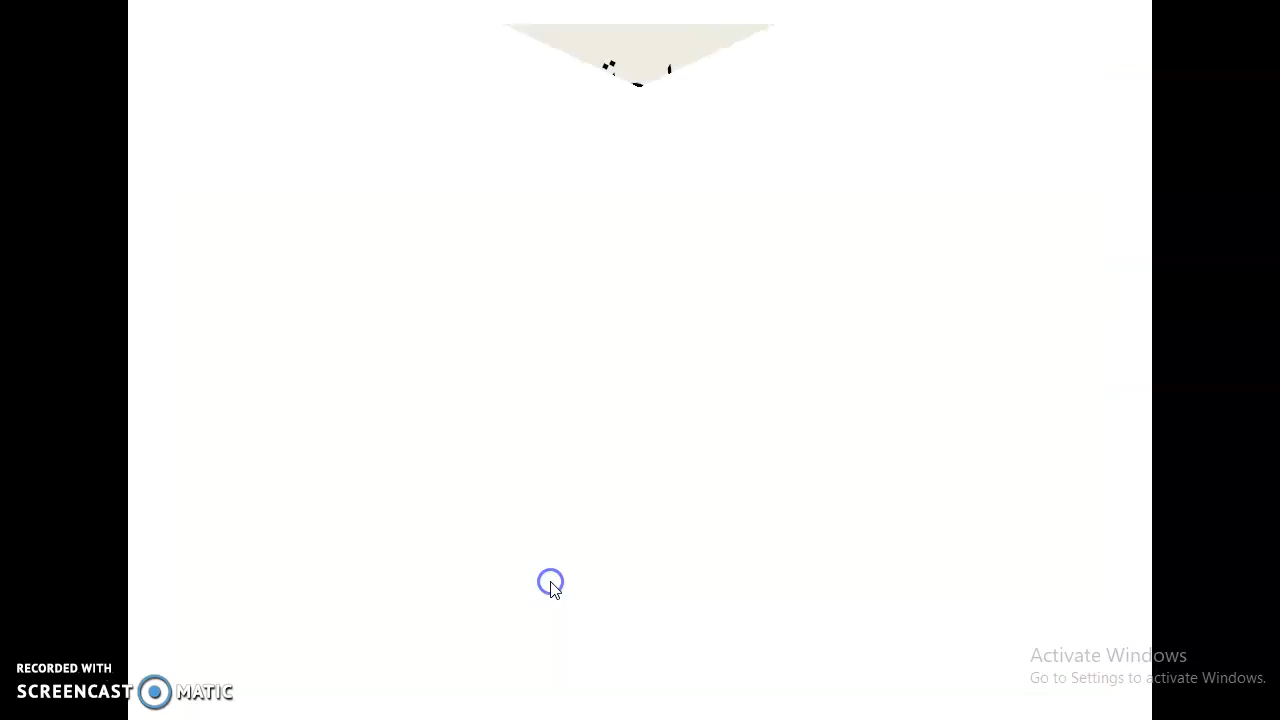 RECORDED WITH
SCREENCAST MATIC
Activate Windows
Go to Settings to activate Windows.